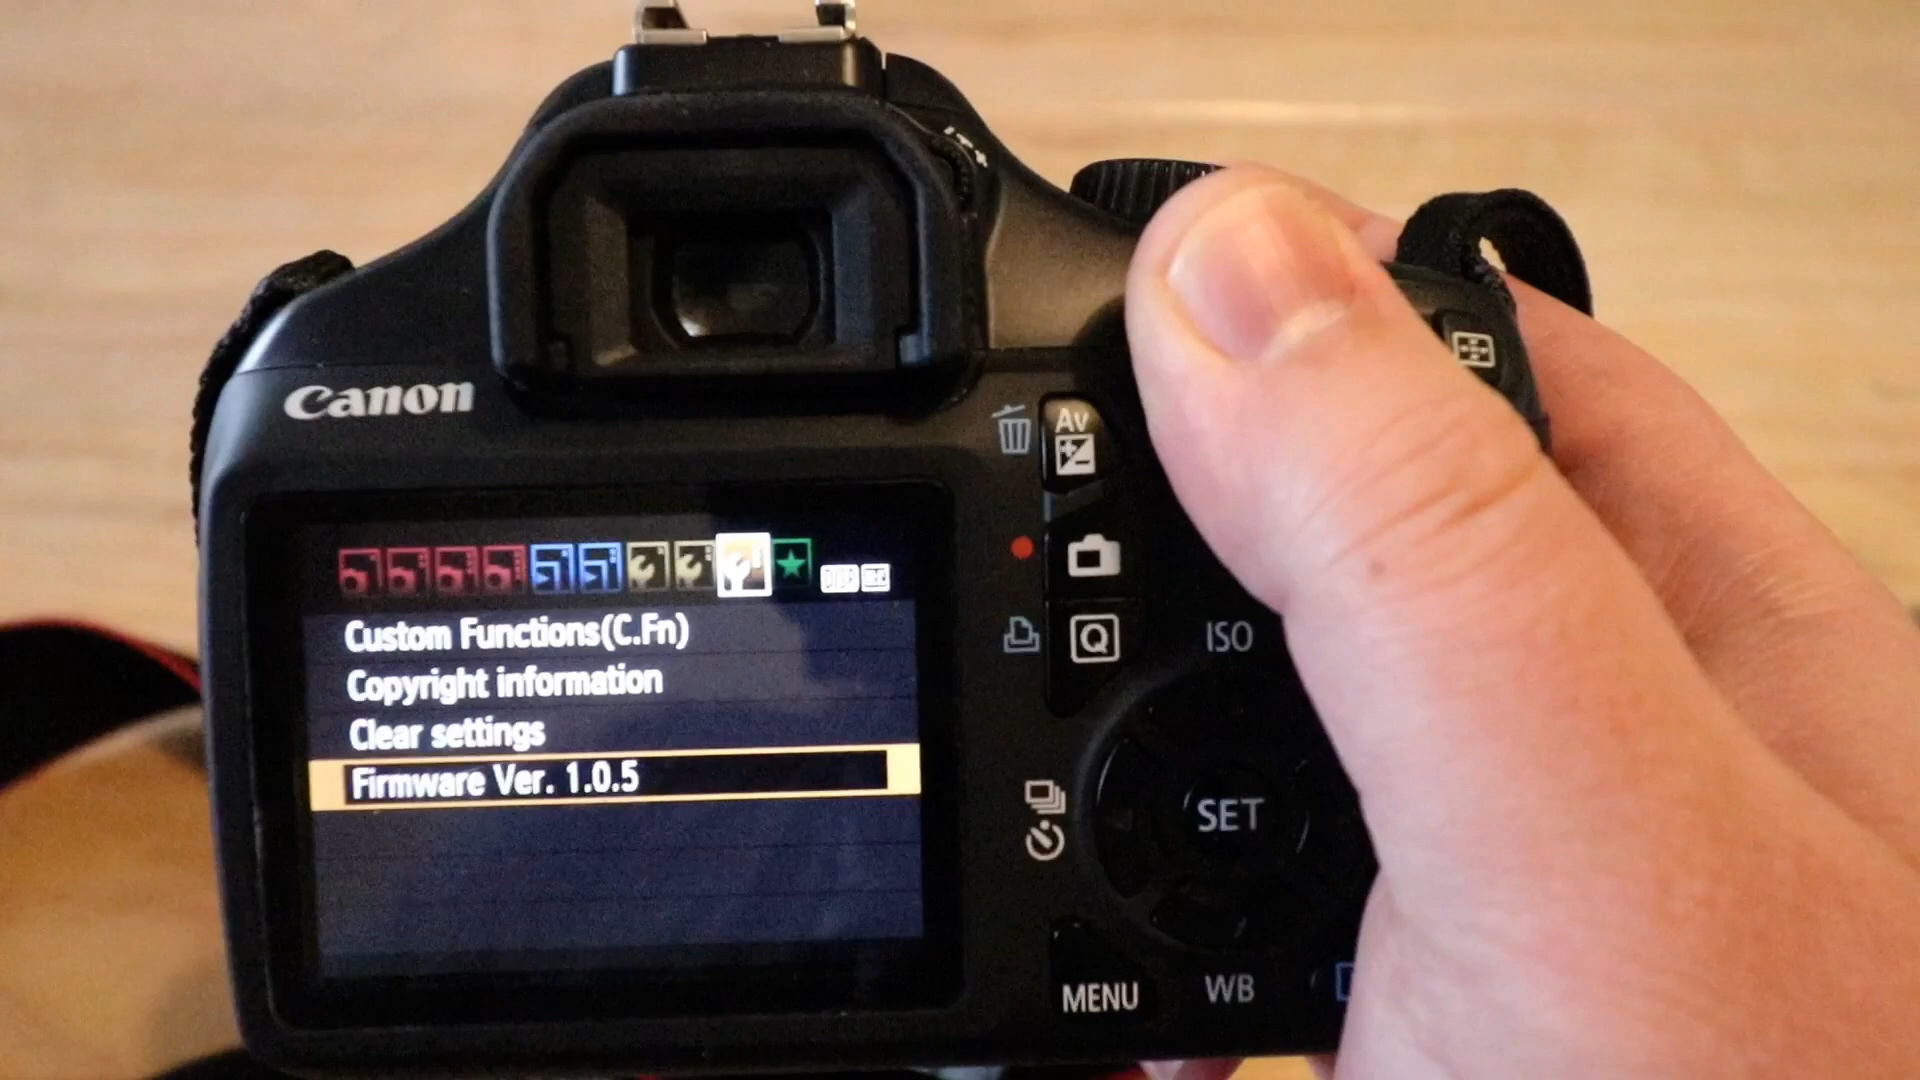 Canon
Av
Q
ISO
Custom Functions(C.Fn)
Copyright information
Clear settings
Firmware Ver. 1.0.5
SET
MENU
WB